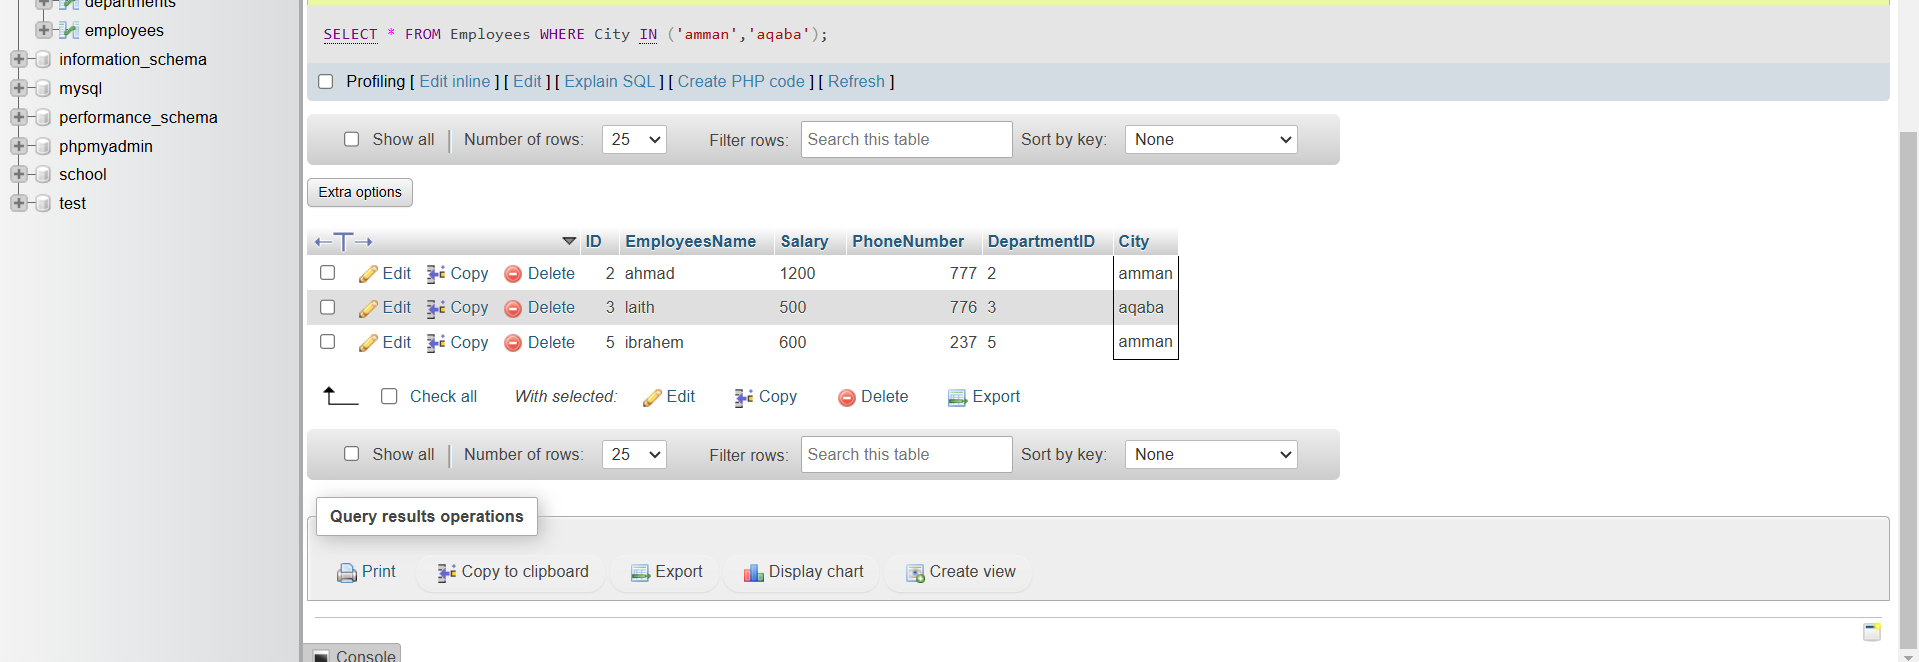 departments
employees
information_schema
mysql
performance_schema
phpmyadmin
school
test
SELECT * FROM Employees WHERE City IN ('amman','aqaba');
Profiling [ Edit inline ] [ Edit ] [ Explain SQL ] [ Create PHP code ] [ Refresh ]
Show all Number of rows: 25 Filter rows: Search this table Sort by key: None
Extra options
ID EmployeesName Salary PhoneNumber DepartmentID City
Edit Copy Delete 2 ahmad 1200 777 2 amman
Edit Copy Delete 3 laith 500 776 3 aqaba
Edit Copy Delete 5 ibrahem 600 237 5 amman
Check all With selected: Edit Copy Delete Export
Show all Number of rows: 25 Filter rows: Search this table Sort by key: None
Query results operations
Print Copy to clipboard Export Display chart Create view
Console